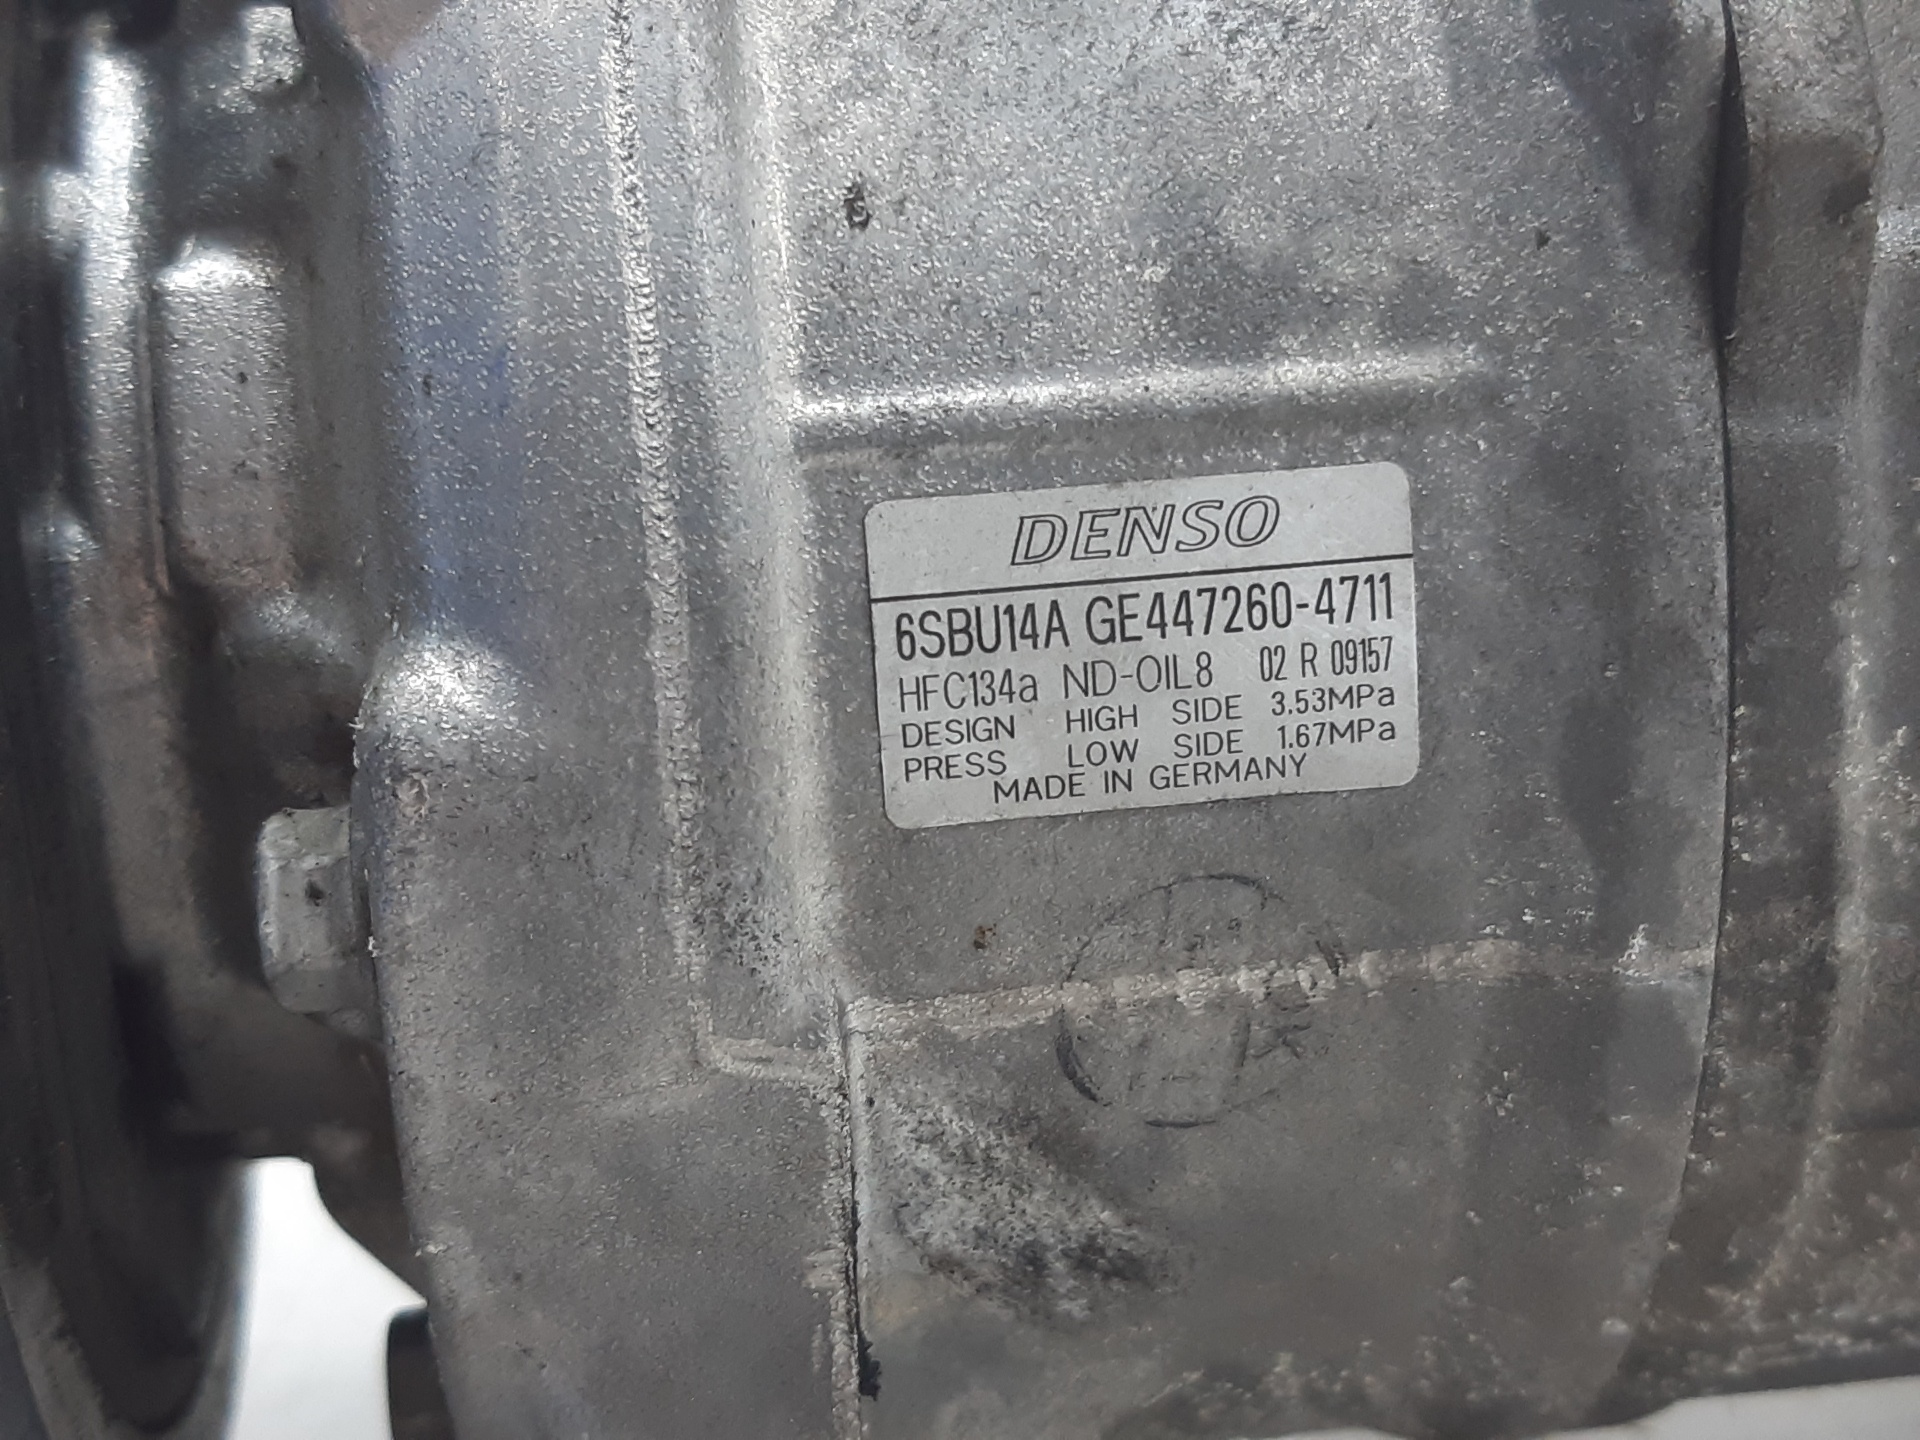 DENSO
6SBU14A GE447260-4711
HFC134a ND-OIL8 02 R 09157
DESIGN HIGH SIDE 3.53MPa
PRESS LOW SIDE 1.67MPa
MADE IN GERMANY